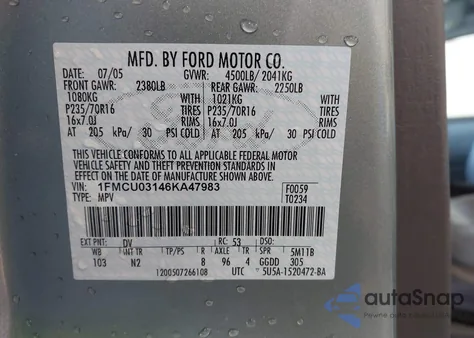 MFD. BY FORD MOTOR CO.
DATE: 07/05 GVWR: 4500LB/ 2041KG
FRONT GAWR: 2380LB REAR GAWR: 2250LB
1080KG 1021KG
P235/70R16 TIRES P235/70R16 TIRES
16x7.0J RIMS 16x7.0J RIMS
AT 205 kPa/ 30 PSI COLD AT 205 kPa/ 30 PSI COLD
THIS VEHICLE CONFORMS TO ALL APPLICABLE FEDERAL MOTOR
VEHICLE SAFETY AND THEFT PREVENTION STANDARDS IN
EFFECT ON THE DATE OF MANUFACTURE SHOWN ABOVE.
VIN: 1FMCU03146KA47983 F0059
TYPE: MPV T0234
EXT PNT: DV RC: 53 DSO:
WB INT TR TP/PS R AX TR SPR 5M11B
103 N2 8 96 4 GGDD 305
1200507266108 UTC 5U5A-1520472-BA
autoSnap